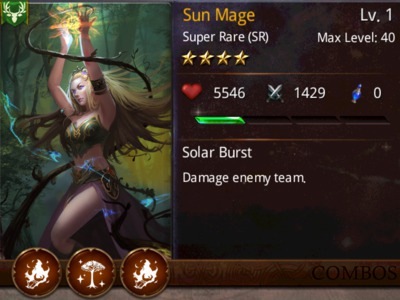 Sun Mage Lv. 1
Super Rare (SR) Max Level: 40
5546 1429 0
Solar Burst
Damage enemy team.
COMBOS